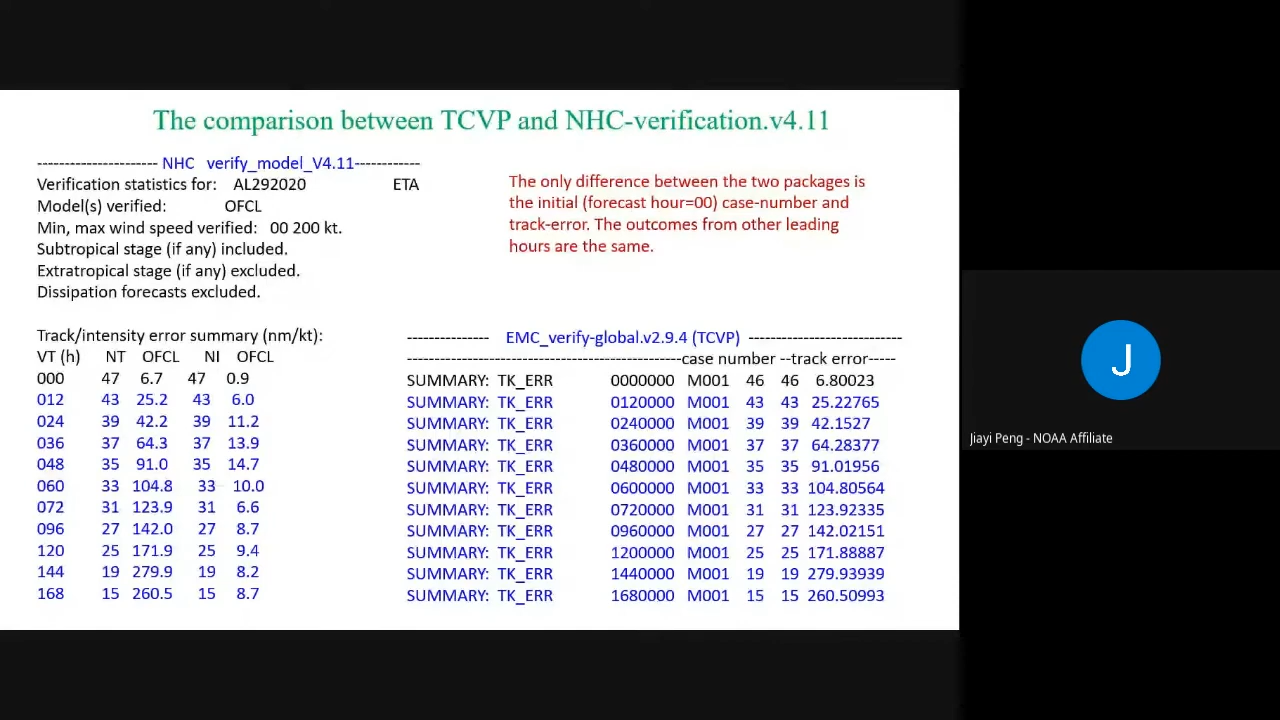 The comparison between TCVP and NHC-verification.v4.11
---------------------- NHC verify_model_V4.11------------
Verification statistics for: AL292020 ETA
Model(s) verified: OFCL
Min, max wind speed verified: 00 200 kt.
Subtropical stage (if any) included.
Extratropical stage (if any) excluded.
Dissipation forecasts excluded.
The only difference between the two packages is
the initial (forecast hour=00) case-number and
track-error. The outcomes from other leading
hours are the same.
Track/intensity error summary (nm/kt):
VT (h) NT OFCL NI OFCL
000 47 6.7 47 0.9
012 43 25.2 43 6.0
024 39 42.2 39 11.2
036 37 64.3 37 13.9
048 35 91.0 35 14.7
060 33 104.8 33 10.0
072 31 123.9 31 6.6
096 27 142.0 27 8.7
120 25 171.9 25 9.4
144 19 279.9 19 8.2
168 15 260.5 15 8.7
--------------- EMC_verify-global.v2.9.4 (TCVP) ----------------------------
--------------------------------------------------case number --track error-----
SUMMARY: TK_ERR 0000000 M001 46 46 6.80023
SUMMARY: TK_ERR 0120000 M001 43 43 25.22765
SUMMARY: TK_ERR 0240000 M001 39 39 42.1527
SUMMARY: TK_ERR 0360000 M001 37 37 64.28377
SUMMARY: TK_ERR 0480000 M001 35 35 91.01956
SUMMARY: TK_ERR 0600000 M001 33 33 104.80564
SUMMARY: TK_ERR 0720000 M001 31 31 123.92335
SUMMARY: TK_ERR 0960000 M001 27 27 142.02151
SUMMARY: TK_ERR 1200000 M001 25 25 171.88887
SUMMARY: TK_ERR 1440000 M001 19 19 279.93939
SUMMARY: TK_ERR 1680000 M001 15 15 260.50993
J
Jiayi Peng - NOAA Affiliate